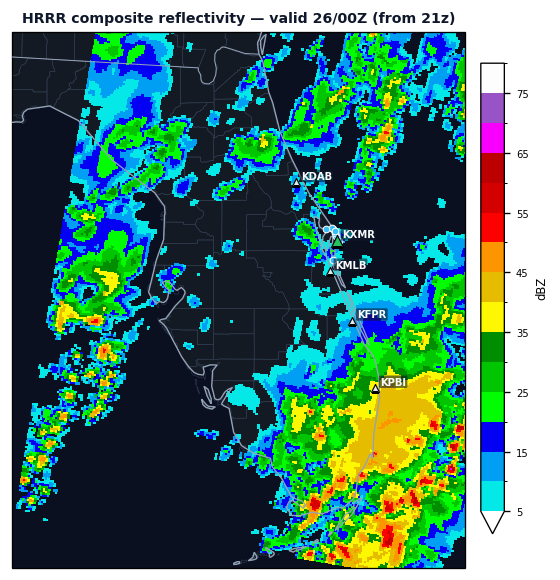 HRRR composite reflectivity — valid 26/00Z (from 21z)
KDAB
KXMR
KMLB
KFPR
KPBI
75
65
55
45
35
25
15
5
dBZ